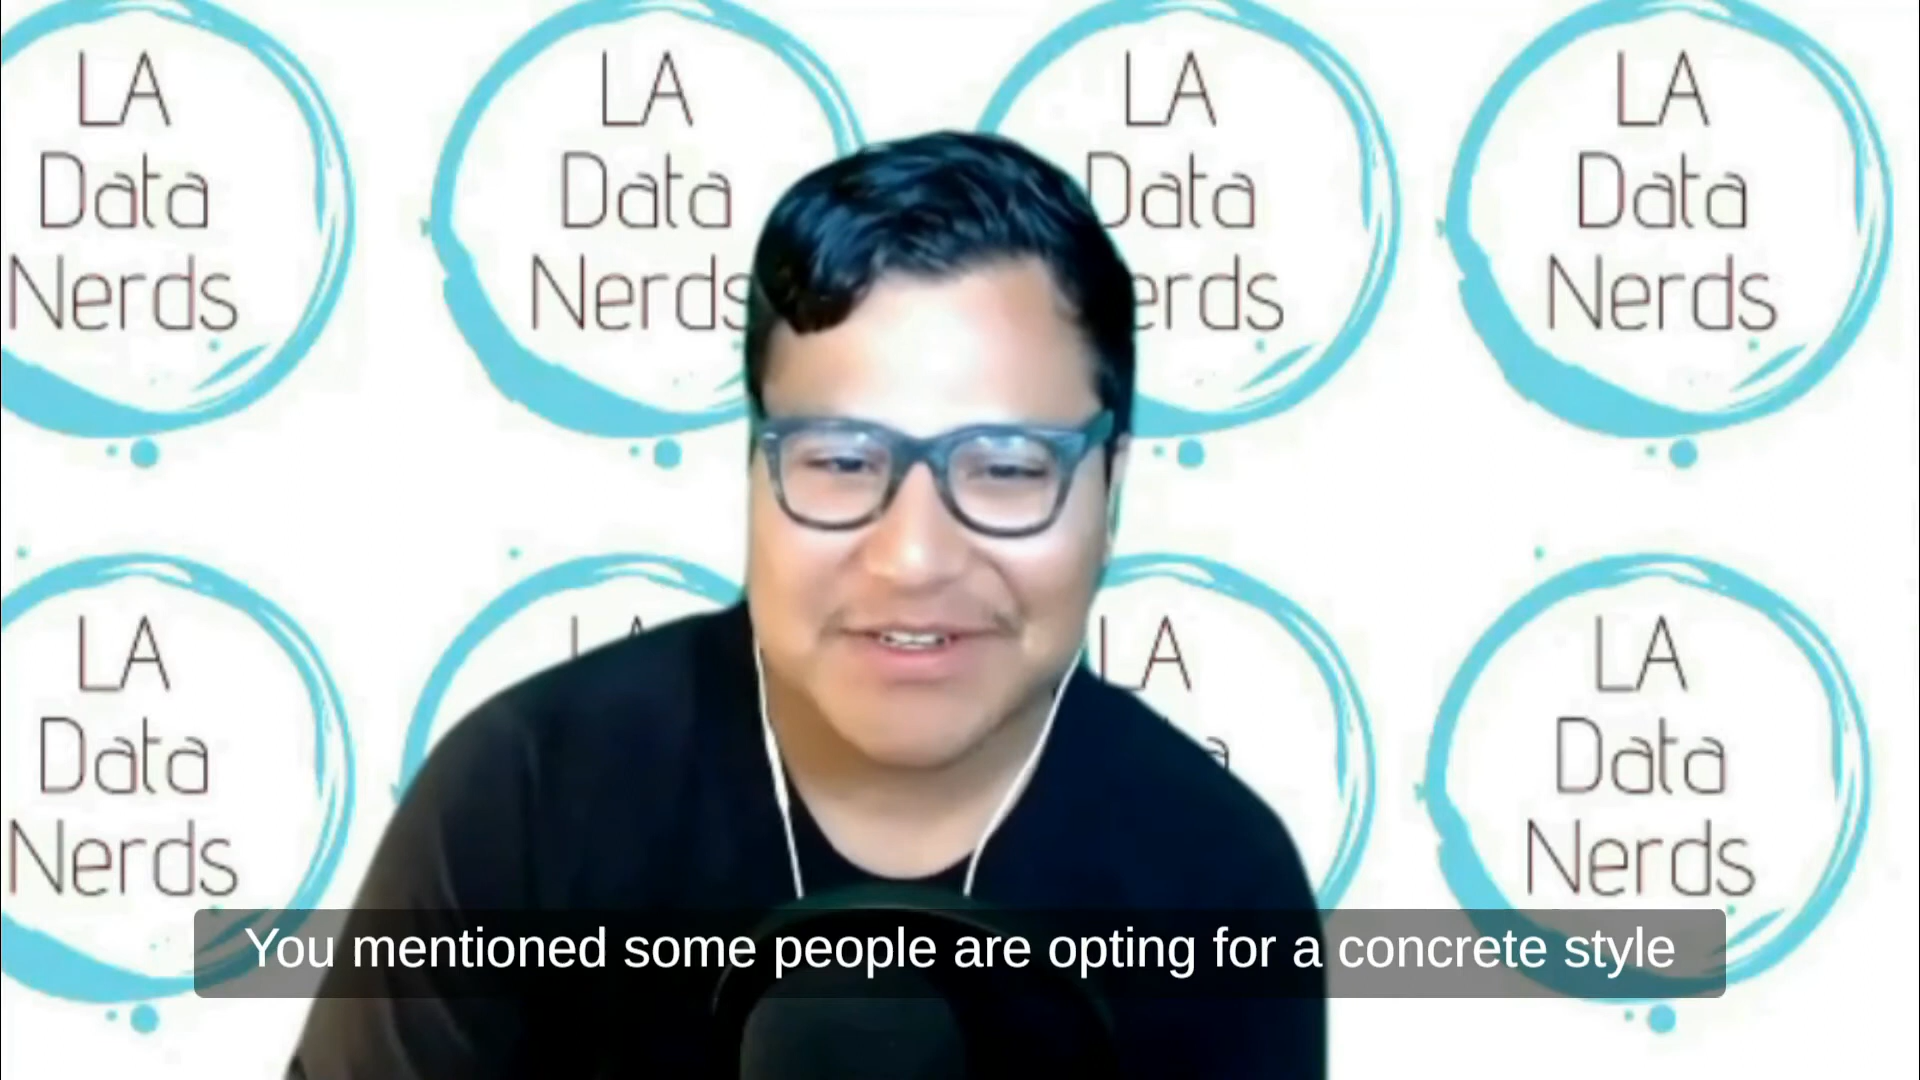 LA
Data
Nerds
LA
Data
Nerds
LA
Data
erds
LA
Data
Nerds
LA
Data
Nerds
LA
LA
a
LA
Data
Nerds
You mentioned some people are opting for a concrete style